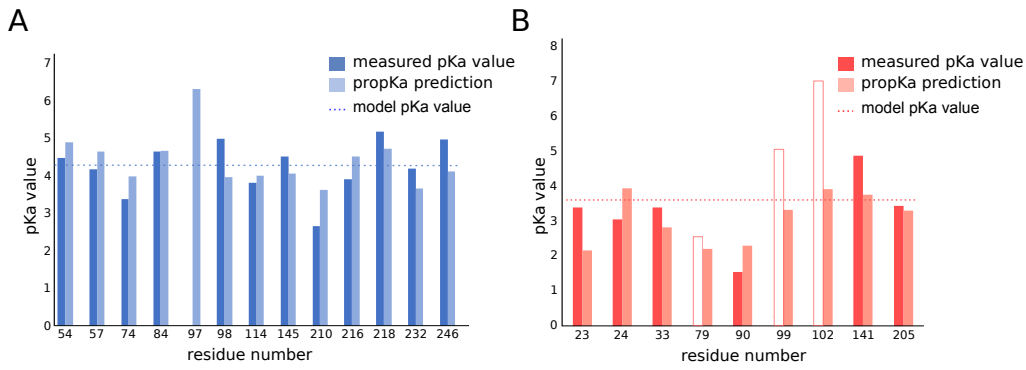 A
7
6
5
4
3
2
1
0
pKa value
measured pKa value
propKa prediction
model pKa value
54 57 74 84 97 98 114 145 210 216 218 232 246
residue number
B
8
7
6
5
4
3
2
1
0
pKa value
measured pKa value
propKa prediction
model pKa value
23 24 33 79 90 99 102 141 205
residue number